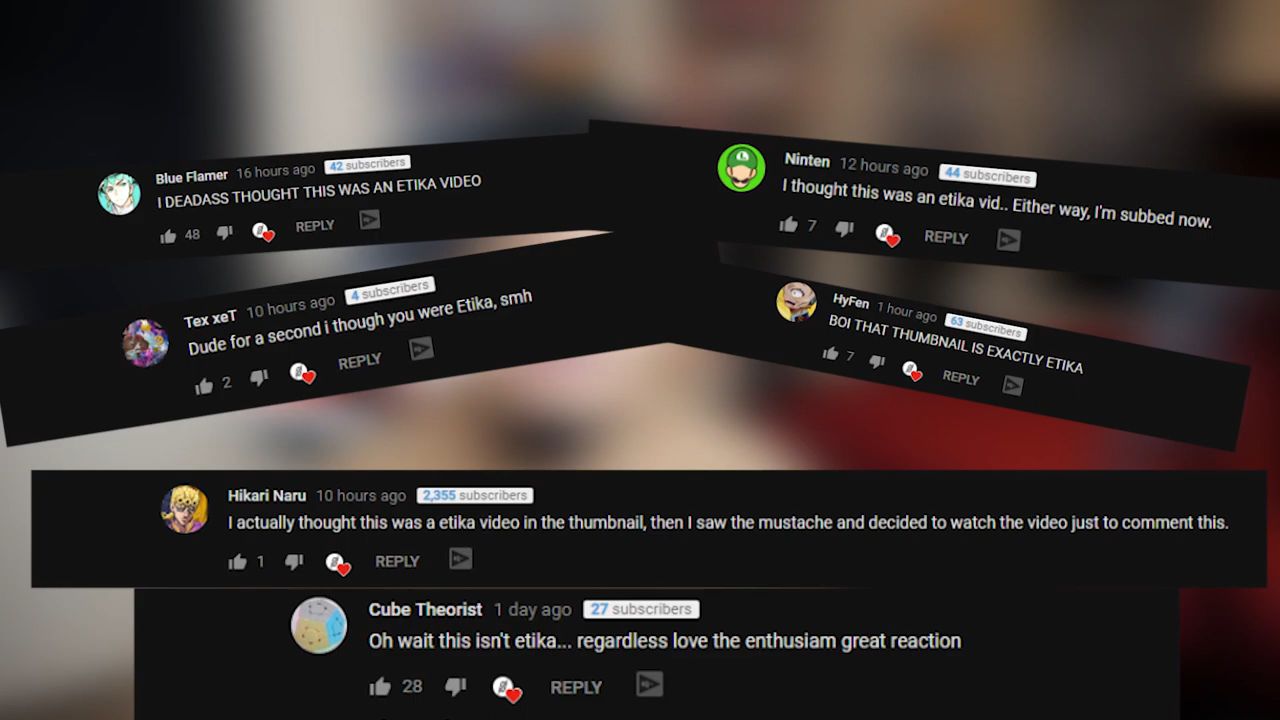 Blue Flamer 16 hours ago 42 subscribers
I DEADASS THOUGHT THIS WAS AN ETIKA VIDEO
48 REPLY
Ninten 12 hours ago 44 subscribers
I thought this was an etika vid.. Either way, I'm subbed now.
7 REPLY
Tex xeT 10 hours ago 4 subscribers
Dude for a second i though you were Etika, smh
2 REPLY
HyFen 1 hour ago 63 subscribers
BOI THAT THUMBNAIL IS EXACTLY ETIKA
7 REPLY
Hikari Naru 10 hours ago 2,355 subscribers
I actually thought this was a etika video in the thumbnail, then I saw the mustache and decided to watch the video just to comment this.
1 REPLY
Cube Theorist 1 day ago 27 subscribers
Oh wait this isn't etika... regardless love the enthusiam great reaction
28 REPLY